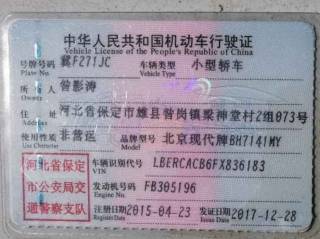 中华人民共和国机动车行驶证
Vehicle License of the People's Republic of China
号牌号码 冀F271JC 车辆类型 小型轿车
Plate No. Vehicle Type
所有人 曾影涛
Owner
住址 河北省保定市雄县昝岗镇梁神堂村2组073号
Address
使用性质 非营运 品牌型号 北京现代牌BH7141MY
Use Character Model
河北省保定
市公安局交
通警察支队
车辆识别代号 LBERCACB6FX836183
VIN
发动机号码 FB305196
Engine No.
注册日期 2015-04-23 发证日期 2017-12-28
Register Date Issue Date